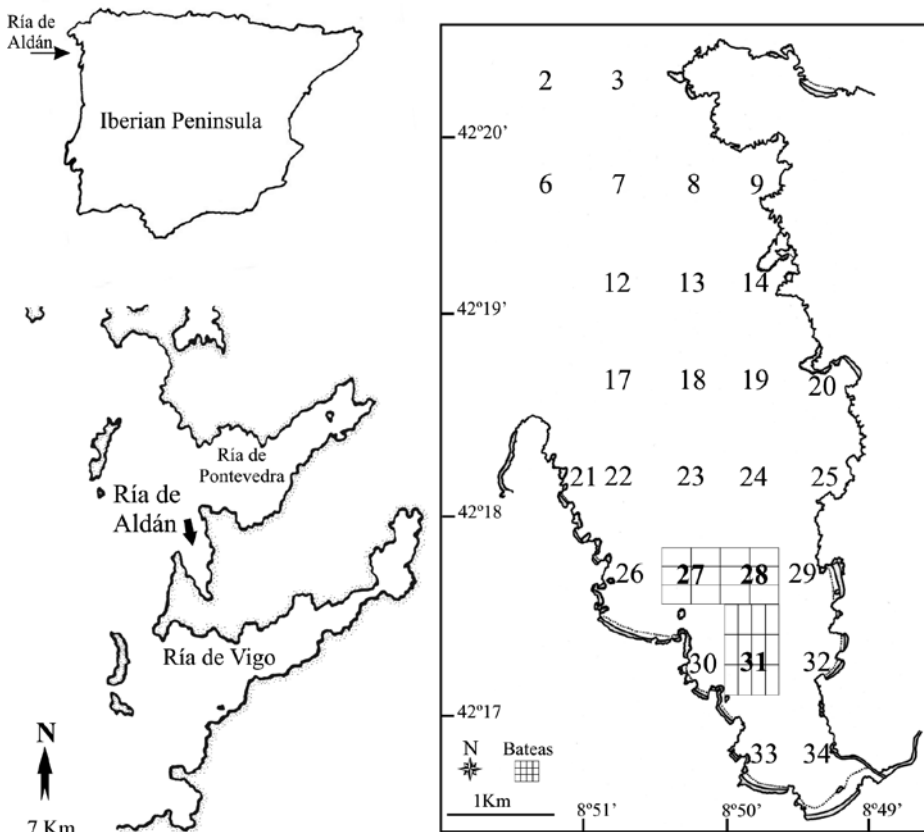 Ría de
Aldán
Iberian Peninsula
Ría de
Pontevedra
Ría de
Aldán
Ría de Vigo
N
7 Km
2 3
42º20’
6 7 8 9
12 13 14
42º19’
17 18 19 20
21 22 23 24 25
42º18
26 27 28 29
30 31 32
42º17
N Bateas
33 34
1Km
8º51’ 8º50’ 8º49’